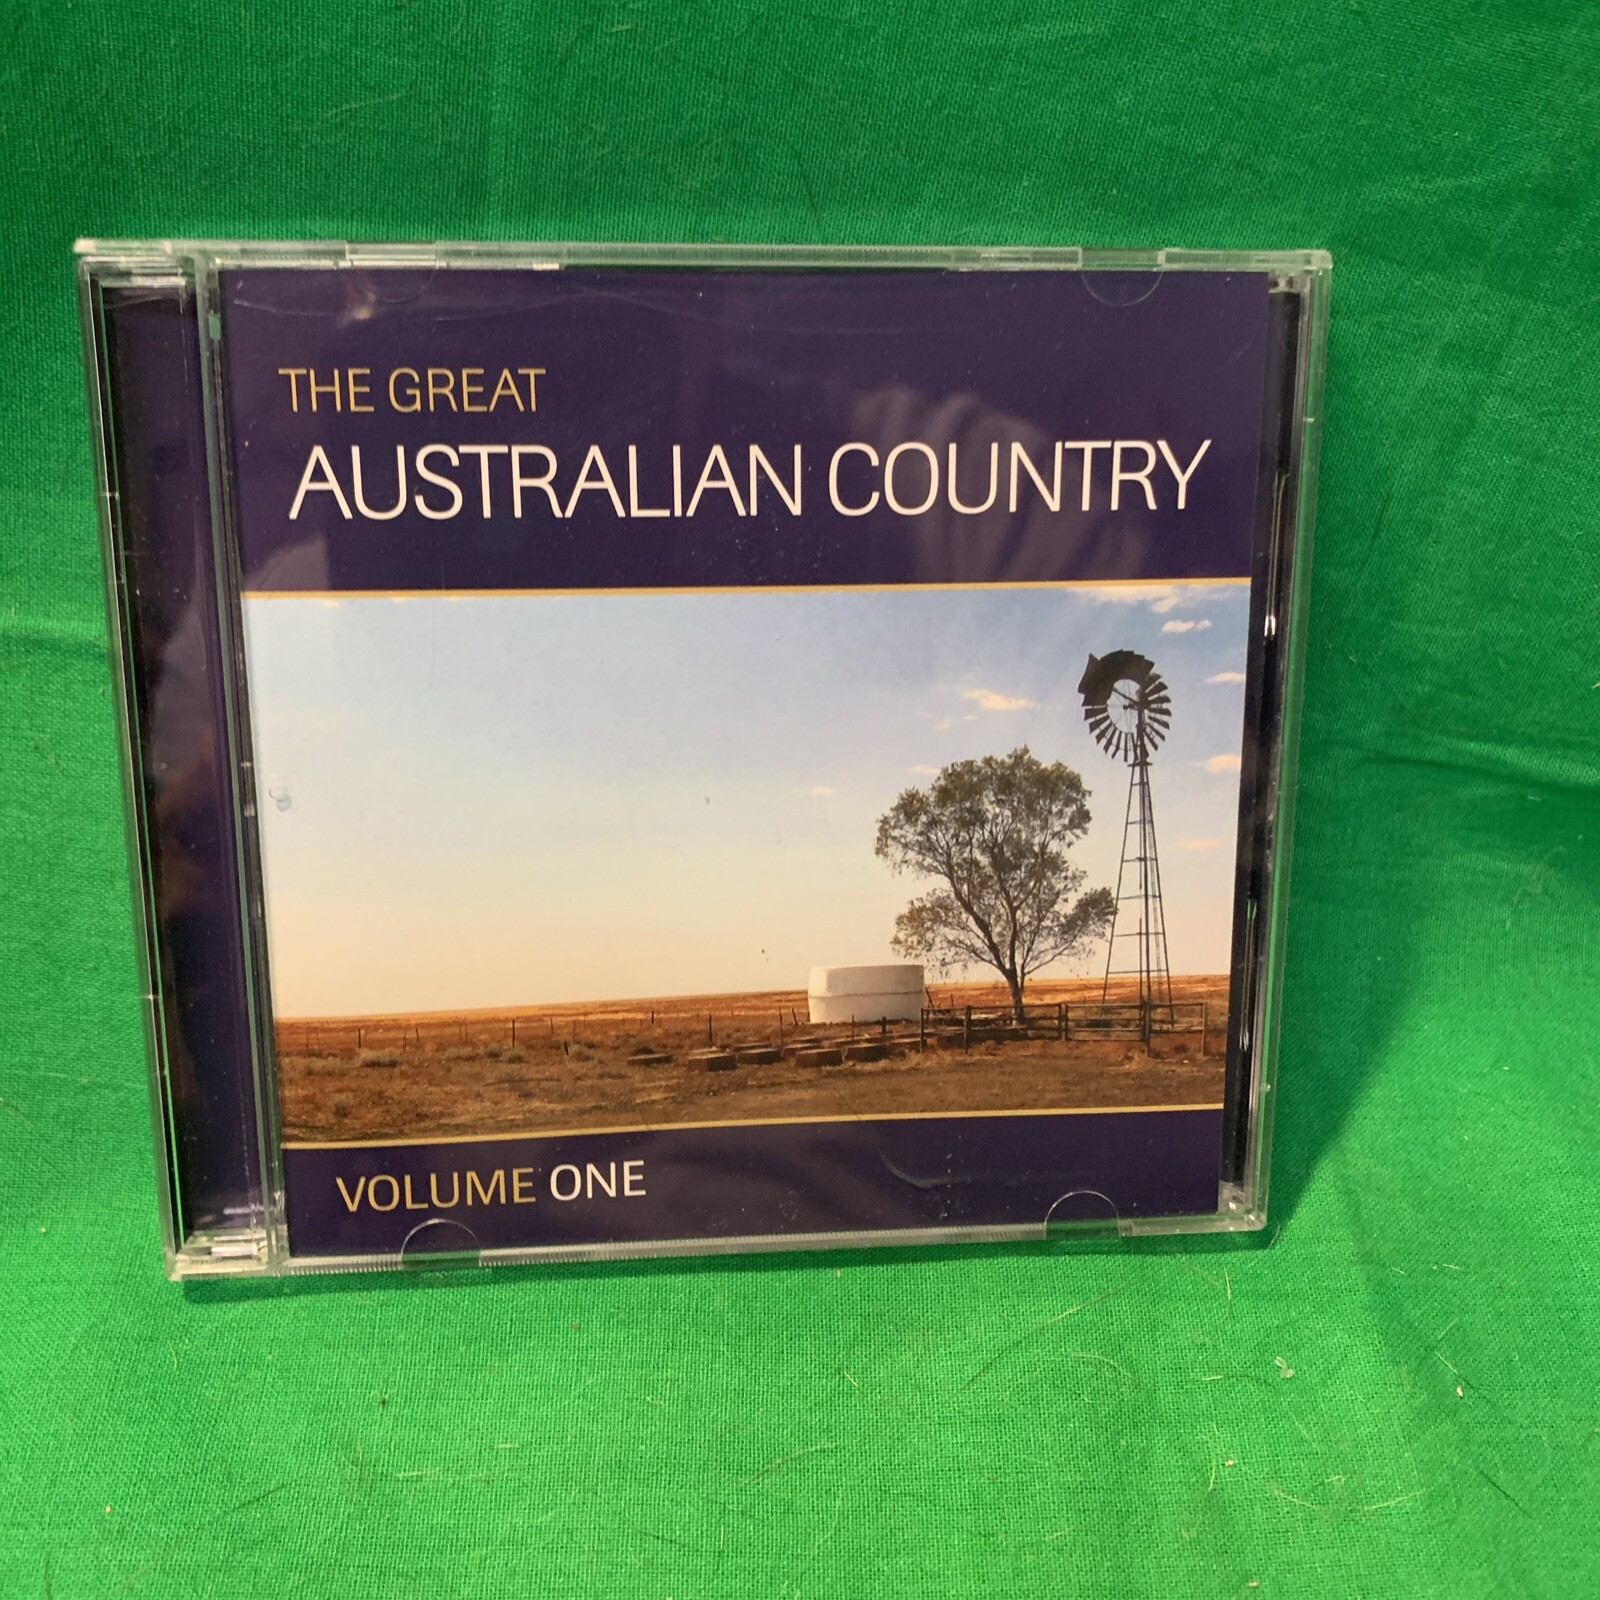 THE GREAT
AUSTRALIAN COUNTRY
VOLUME ONE